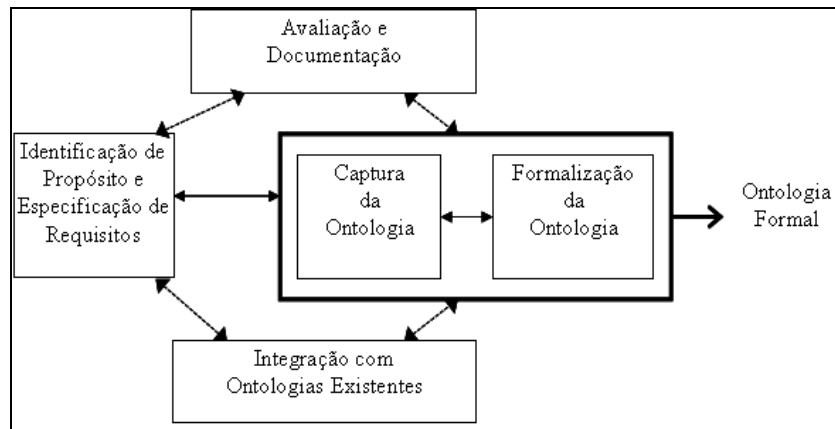 Avaliação e
Documentação
Identificação de
Propósito e
Especificação de
Requisitos
Captura
da
Ontologia
Formalização
da
Ontologia
Ontologia
Formal
Integração com
Ontologias Existentes